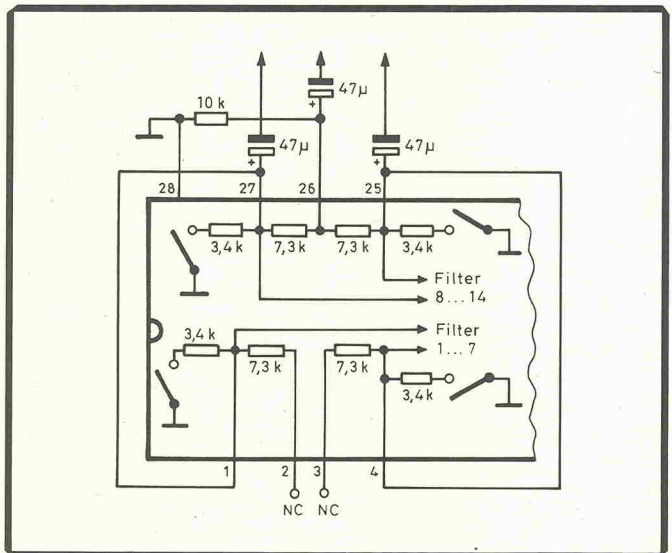 47µ
+
10 k
47µ
+
47µ
+
28 27 26 25
3,4 k 7,3 k 7,3 k 3,4 k
Filter
8...14
Filter
1...7
3,4 k
7,3 k 7,3 k
3,4 k
1 2 3 4
NC NC